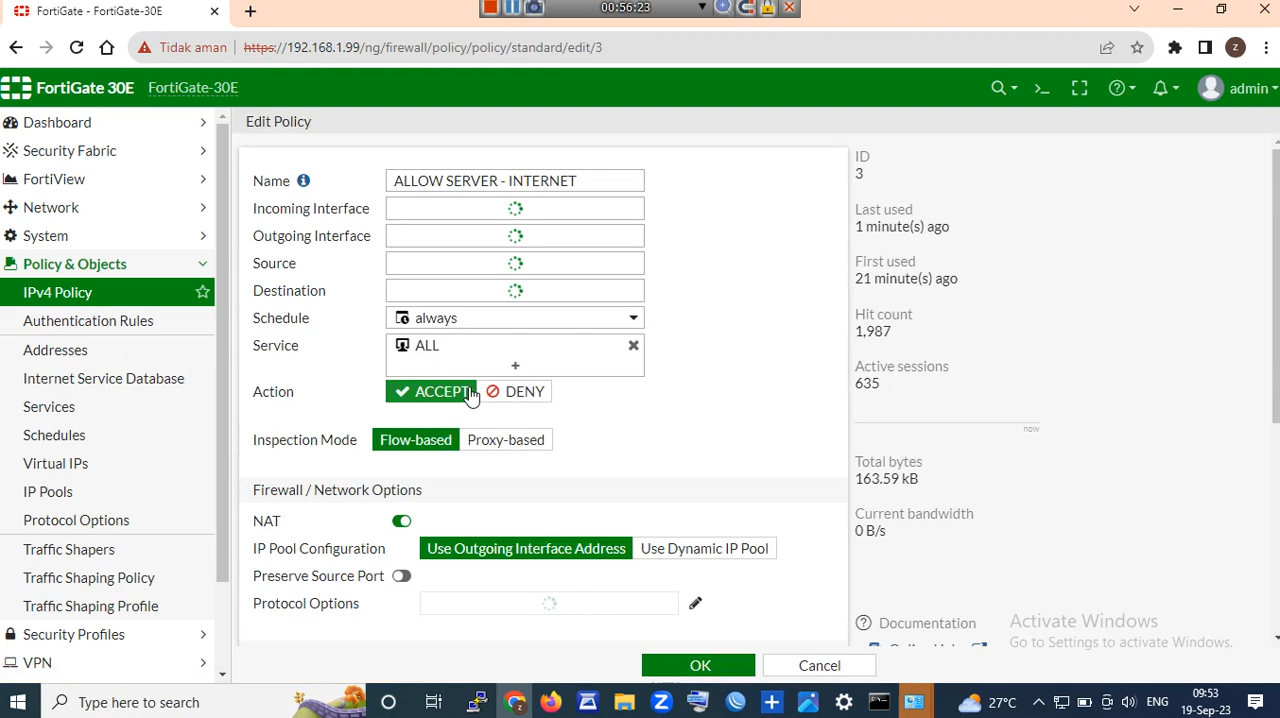 FortiGate - FortiGate-30E
00:56:23
Tidak aman
https://192.168.1.99/ng/firewall/policy/policy/standard/edit/3
Z
FortiGate 30E
FortiGate-30E
admin
Dashboard
Security Fabric
FortiView
Network
System
Policy & Objects
IPv4 Policy
Authentication Rules
Addresses
Internet Service Database
Services
Schedules
Virtual IPs
IP Pools
Protocol Options
Traffic Shapers
Traffic Shaping Policy
Traffic Shaping Profile
Security Profiles
VPN
Edit Policy
Name ALLOW SERVER - INTERNET
Incoming Interface
Outgoing Interface
Source
Destination
Schedule always
Service ALL
Action ACCEPT DENY
Inspection Mode Flow-based Proxy-based
Firewall / Network Options
NAT
IP Pool Configuration Use Outgoing Interface Address Use Dynamic IP Pool
Preserve Source Port
Protocol Options
OK Cancel
ID
3
Last used
1 minute(s) ago
First used
21 minute(s) ago
Hit count
1,987
Active sessions
635
now
Total bytes
163.59 kB
Current bandwidth
0 B/s
Documentation
Activate Windows
Go to Settings to activate Windows.
Type here to search
27°C
ENG
09:53
19-Sep-23